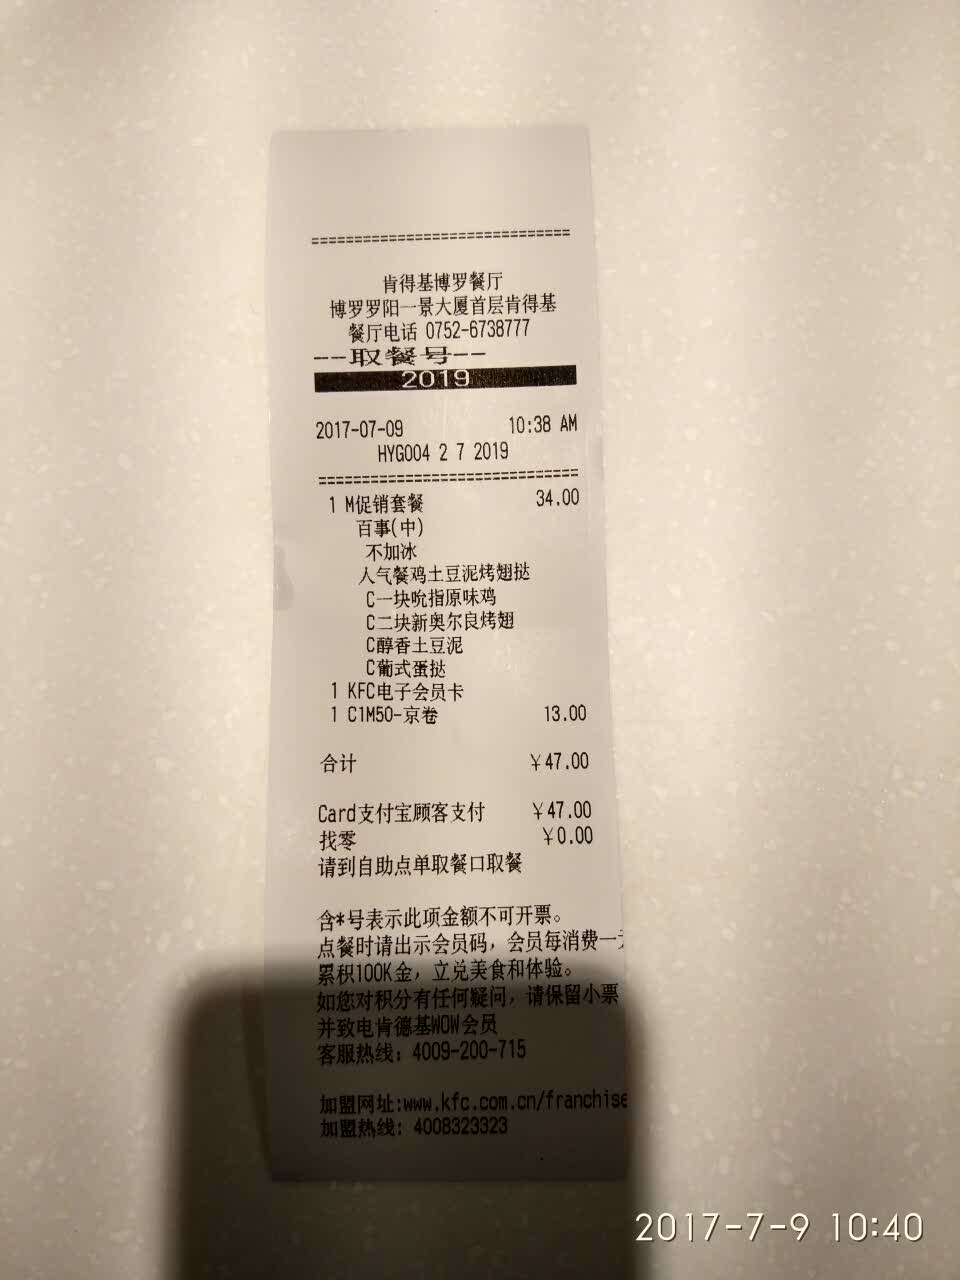 ==============================
肯得基博罗餐厅
博罗罗阳一景大厦首层肯得基
餐厅电话 0752-6738777
--取餐号--
2019
2017-07-09 10:38 AM
HYG004 2 7 2019
==============================
1 M促销套餐 34.00
百事(中)
不加冰
人气餐鸡土豆泥烤翅挞
C一块吮指原味鸡
C二块新奥尔良烤翅
C醇香土豆泥
C葡式蛋挞
1 KFC电子会员卡
1 C1M50-京卷 13.00
合计 ￥47.00
Card支付宝顾客支付 ￥47.00
找零 ￥0.00
请到自助点单取餐口取餐
含*号表示此项金额不可开票。
点餐时请出示会员码，会员每消费一
累积100K金，立兑美食和体验。
如您对积分有任何疑问，请保留小票
并致电肯德基WOW会员
客服热线：4009-200-715
加盟网址:www.kfc.com.cn/franchise
加盟热线：4008323323
2017-7-9 10:40